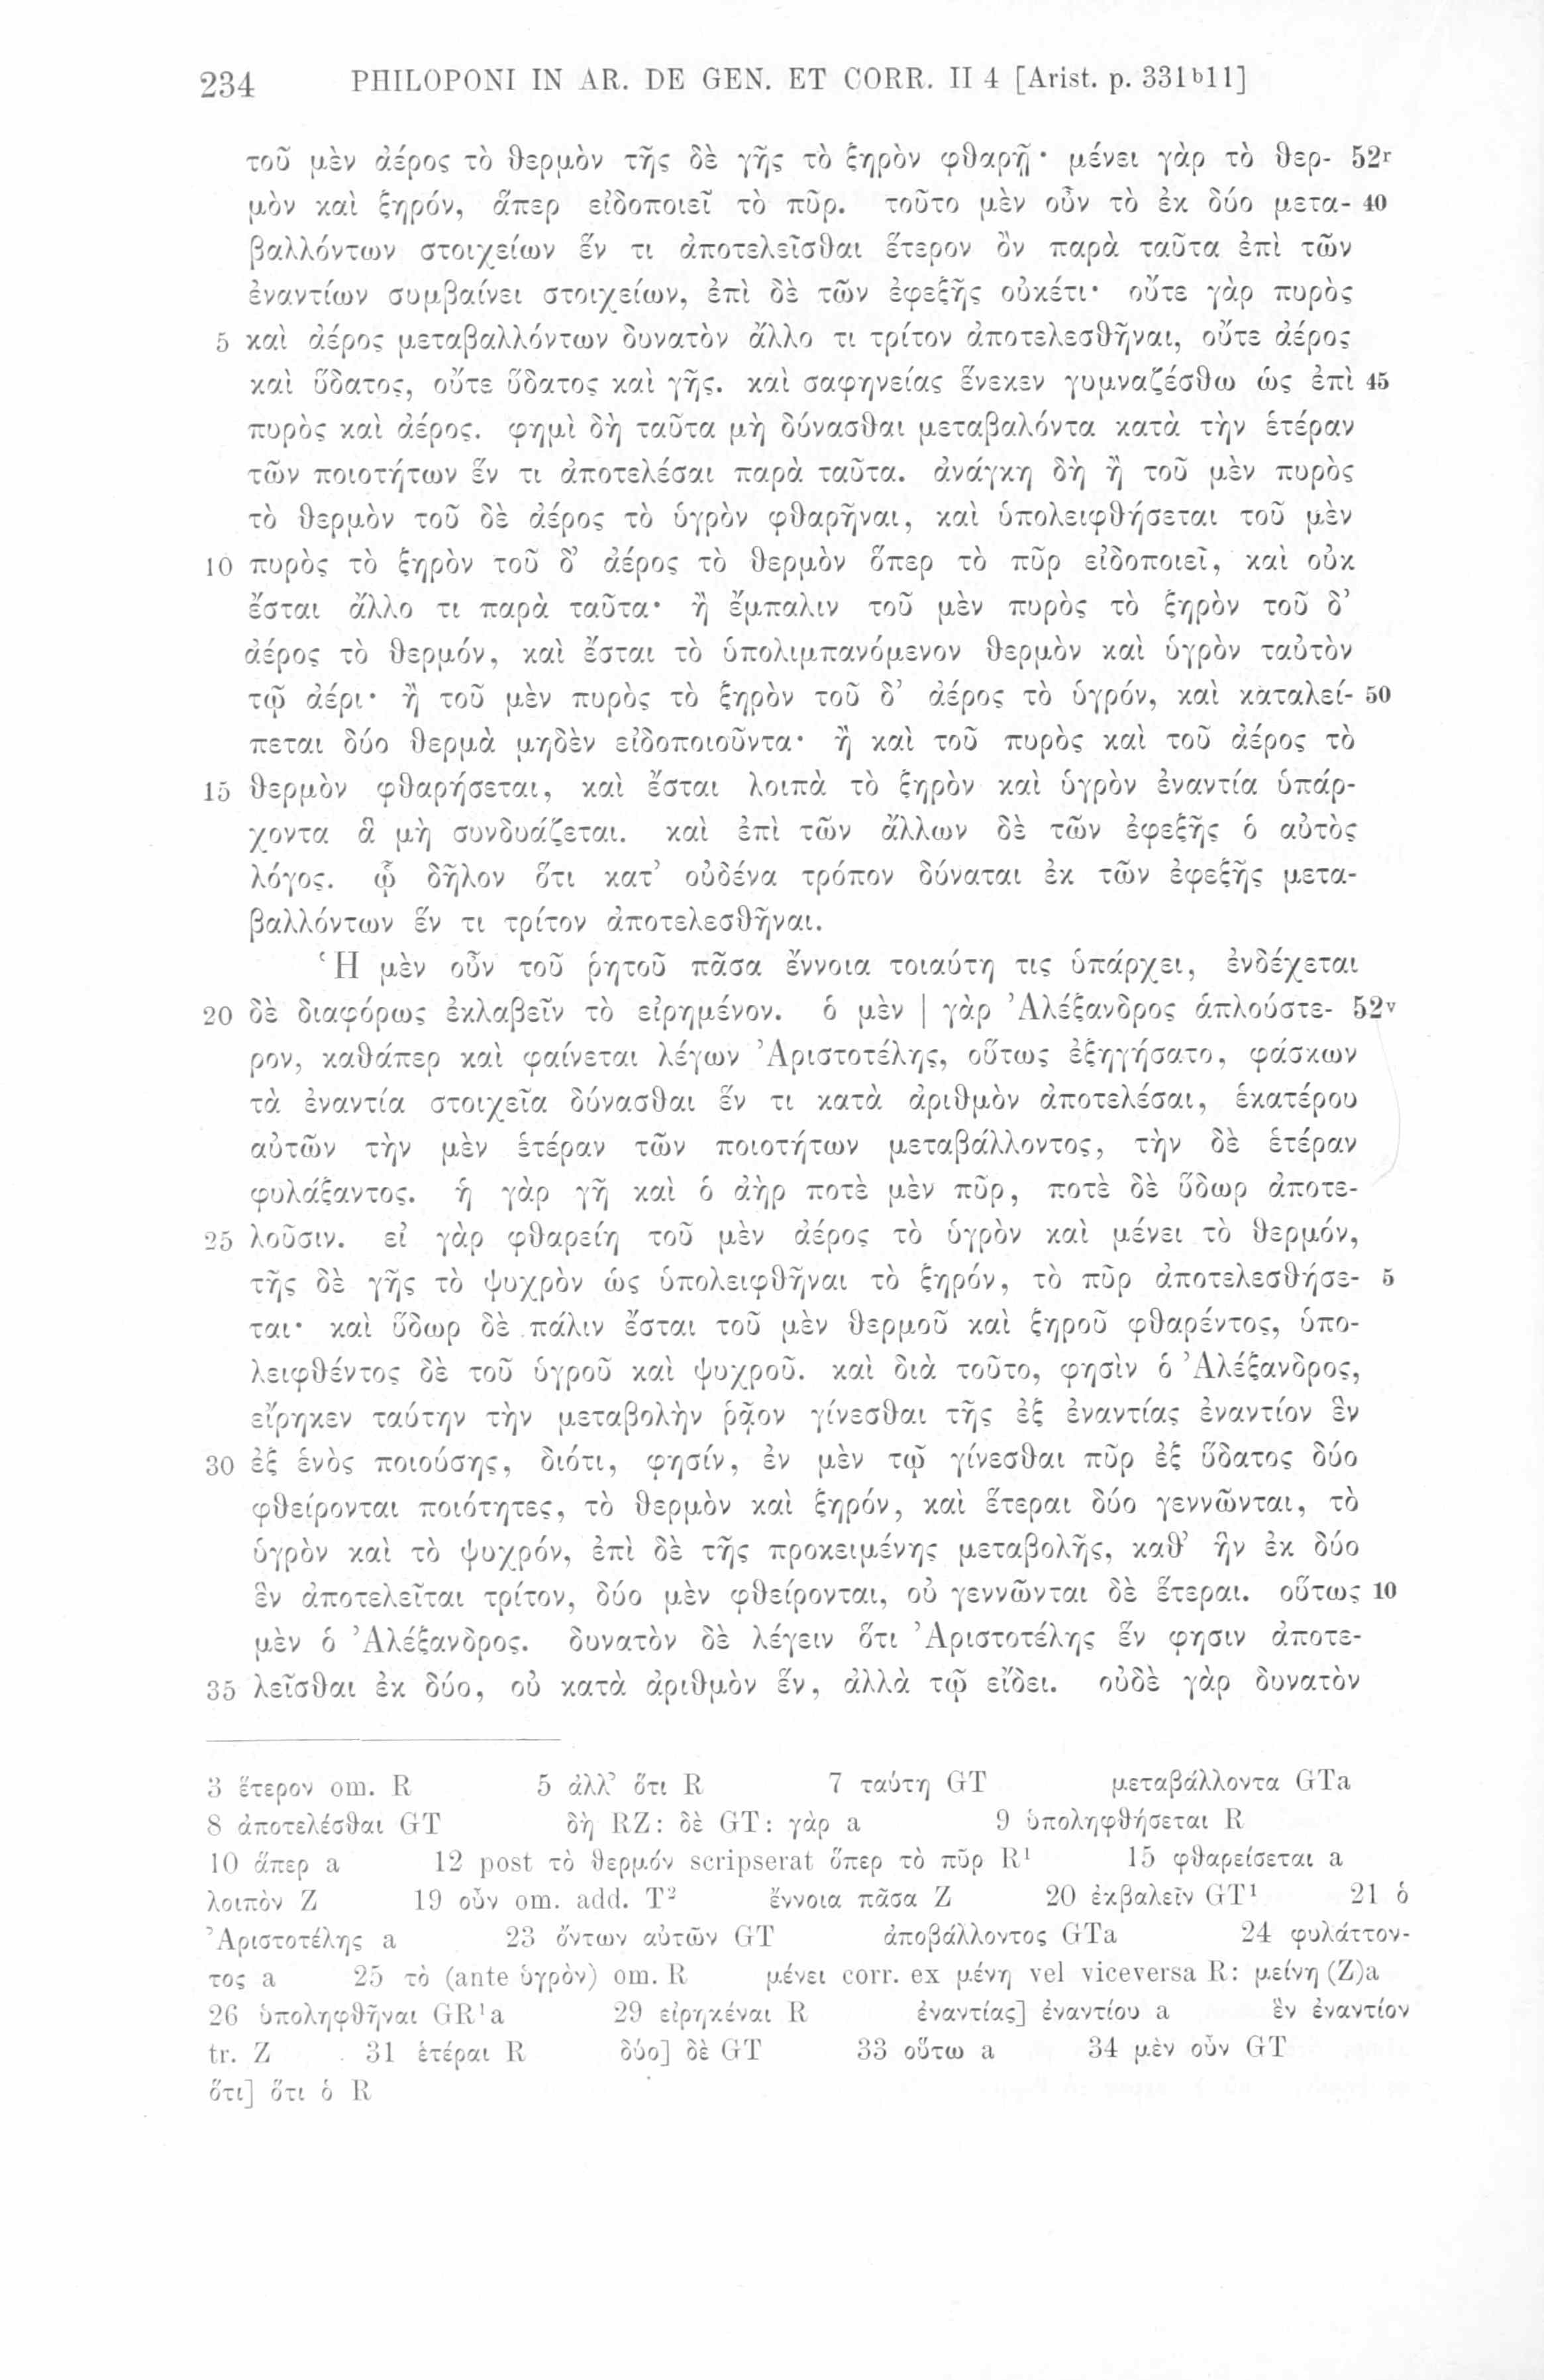 234 PHILOPONI IN AR. DE GEN. ET CORR. II 4 [Arist. p. 331b11]
τοῦ μὲν ἀέρος τὸ θερμὸν τῆς δὲ γῆς τὸ ξηρὸν φθαρῇ· μένει γὰρ τὸ θερ- 52r
μὸν καὶ ξηρόν, ἅπερ εἰδοποιεῖ τὸ πῦρ. τοῦτο μὲν οὖν τὸ ἐκ δύο μετα- 40
βαλλόντων στοιχείων ἕν τι ἀποτελεῖσθαι ἕτερον ὂν παρὰ ταῦτα ἐπὶ τῶν
ἐναντίων συμβαίνει στοιχείων, ἐπὶ δὲ τῶν ἐφεξῆς οὐκέτι· οὔτε γὰρ πυρὸς
5 καὶ ἀέρος μεταβαλλόντων δυνατὸν ἄλλο τι τρίτον ἀποτελεσθῆναι, οὔτε ἀέρος
καὶ ὕδατος, οὔτε ὕδατος καὶ γῆς. καὶ σαφηνείας ἕνεκεν γυμναζέσθω ὡς ἐπὶ 45
πυρὸς καὶ ἀέρος. φημὶ δὴ ταῦτα μὴ δύνασθαι μεταβαλόντα κατὰ τὴν ἑτέραν
τῶν ποιοτήτων ἕν τι ἀποτελέσαι παρὰ ταῦτα. ἀνάγκη δὴ ἢ τοῦ μὲν πυρὸς
τὸ θερμὸν τοῦ δὲ ἀέρος τὸ ὑγρὸν φθαρῆναι, καὶ ὑπολειφθήσεται τοῦ μὲν
10 πυρὸς τὸ ξηρὸν τοῦ δ’ ἀέρος τὸ θερμὸν ὅπερ τὸ πῦρ εἰδοποιεῖ, καὶ οὐκ
ἔσται ἄλλο τι παρὰ ταῦτα· ἢ ἔμπαλιν τοῦ μὲν πυρὸς τὸ ξηρὸν τοῦ δ’
ἀέρος τὸ θερμόν, καὶ ἔσται τὸ ὑπολιμπανόμενον θερμὸν καὶ ὑγρὸν ταὐτὸν
τῷ ἀέρι· ἢ τοῦ μὲν πυρὸς τὸ ξηρὸν τοῦ δ’ ἀέρος τὸ ὑγρόν, καὶ καταλεί- 50
πεται δύο θερμὰ μηδὲν εἰδοποιοῦντα· ἢ καὶ τοῦ πυρὸς καὶ τοῦ ἀέρος τὸ
15 θερμὸν φθαρήσεται, καὶ ἔσται λοιπὰ τὸ ξηρὸν καὶ ὑγρὸν ἐναντία ὑπάρ-
χοντα ἃ μὴ συνδυάζεται. καὶ ἐπὶ τῶν ἄλλων δὲ τῶν ἐφεξῆς ὁ αὐτὸς
λόγος. ᾧ δῆλον ὅτι κατ’ οὐδένα τρόπον δύναται ἐκ τῶν ἐφεξῆς μετα-
βαλλόντων ἕν τι τρίτον ἀποτελεσθῆναι.
Ἡ μὲν οὖν τοῦ ῥητοῦ πᾶσα ἔννοια τοιαύτη τις ὑπάρχει, ἐνδέχεται
20 δὲ διαφόρως ἐκλαβεῖν τὸ εἰρημένον. ὁ μὲν | γὰρ Ἀλέξανδρος ἁπλούστε- 52v
ρον, καθάπερ καὶ φαίνεται λέγων Ἀριστοτέλης, οὕτως ἐξηγήσατο, φάσκων
τὰ ἐναντία στοιχεῖα δύνασθαι ἕν τι κατὰ ἀριθμὸν ἀποτελέσαι, ἑκατέρου
αὐτῶν τὴν μὲν ἑτέραν τῶν ποιοτήτων μεταβάλλοντος, τὴν δὲ ἑτέραν
φυλάξαντος. ἡ γὰρ γῆ καὶ ὁ ἀὴρ ποτὲ μὲν πῦρ, ποτὲ δὲ ὕδωρ ἀποτε-
25 λοῦσιν. εἰ γὰρ φθαρείη τοῦ μὲν ἀέρος τὸ ὑγρὸν καὶ μένει τὸ θερμόν,
τῆς δὲ γῆς τὸ ψυχρὸν ὡς ὑπολειφθῆναι τὸ ξηρόν, τὸ πῦρ ἀποτελεσθήσε- 5
ται· καὶ ὕδωρ δὲ πάλιν ἔσται τοῦ μὲν θερμοῦ καὶ ξηροῦ φθαρέντος, ὑπο-
λειφθέντος δὲ τοῦ ὑγροῦ καὶ ψυχροῦ. καὶ διὰ τοῦτο, φησὶν ὁ Ἀλέξανδρος,
εἴρηκεν ταύτην τὴν μεταβολὴν ῥᾷον γίνεσθαι τῆς ἐξ ἐναντίας ἐναντίον ἓν
30 ἐξ ἑνὸς ποιούσης, διότι, φησίν, ἐν μὲν τῷ γίνεσθαι πῦρ ἐξ ὕδατος δύο
φθείρονται ποιότητες, τὸ θερμὸν καὶ ξηρόν, καὶ ἕτεραι δύο γεννῶνται, τὸ
ὑγρὸν καὶ τὸ ψυχρόν, ἐπὶ δὲ τῆς προκειμένης μεταβολῆς, καθ’ ἣν ἐκ δύο
ἓν ἀποτελεῖται τρίτον, δύο μὲν φθείρονται, οὐ γεννῶνται δὲ ἕτεραι. οὕτως 10
μὲν ὁ Ἀλέξανδρος. δυνατὸν δὲ λέγειν ὅτι Ἀριστοτέλης ἕν φησιν ἀποτε-
35 λεῖσθαι ἐκ δύο, οὐ κατὰ ἀριθμὸν ἕν, ἀλλὰ τῷ εἴδει. οὐδὲ γὰρ δυνατὸν
3 ἕτερον om. R 5 ἀλλ’ ὅτι R 7 ταύτη GT μεταβάλλοντα GTa
8 ἀποτελέσθαι GT δὴ RZ: δὲ GT: γὰρ a 9 ὑποληφθήσεται R
10 ἅπερ a 12 post τὸ θερμόν scripserat ὅπερ τὸ πῦρ R1 15 φθαρείσεται a
λοιπὸν Z 19 οὖν om. add. T2 ἔννοια πᾶσα Z 20 ἐκβαλεῖν GT1 21 ὁ
Ἀριστοτέλης a 23 ὄντων αὐτῶν GT ἀποβάλλοντος GTa 24 φυλάττον-
τος a 25 τὸ (ante ὑγρὸν) om. R μένει corr. ex μένη vel viceversa R: μείνη (Z)a
26 ὑποληφθῆναι GR1a 29 εἰρηκέναι R ἐναντίας] ἐναντίου a ἓν ἐναντίον
tr. Z 31 ἑτέραι R δύο] δὲ GT 33 οὕτω a 34 μὲν οὖν GT
ὅτι] ὅτι ὁ R